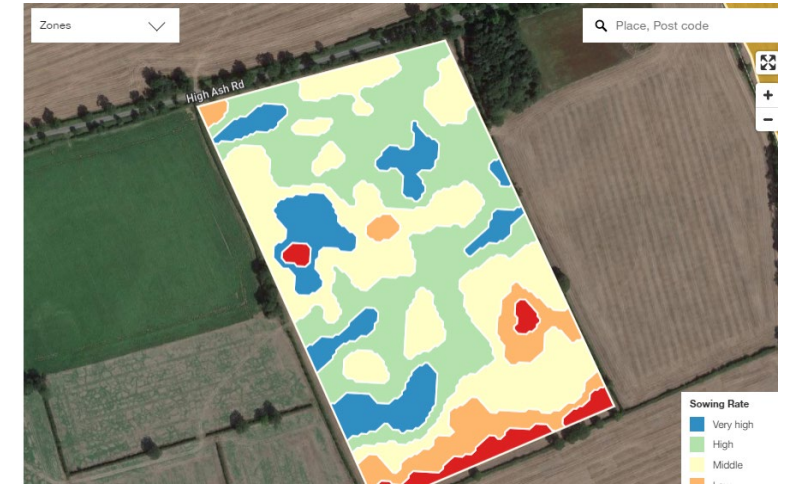 Zones
Place, Post code
High Ash Rd
+
-
Sowing Rate
Very high
High
Middle